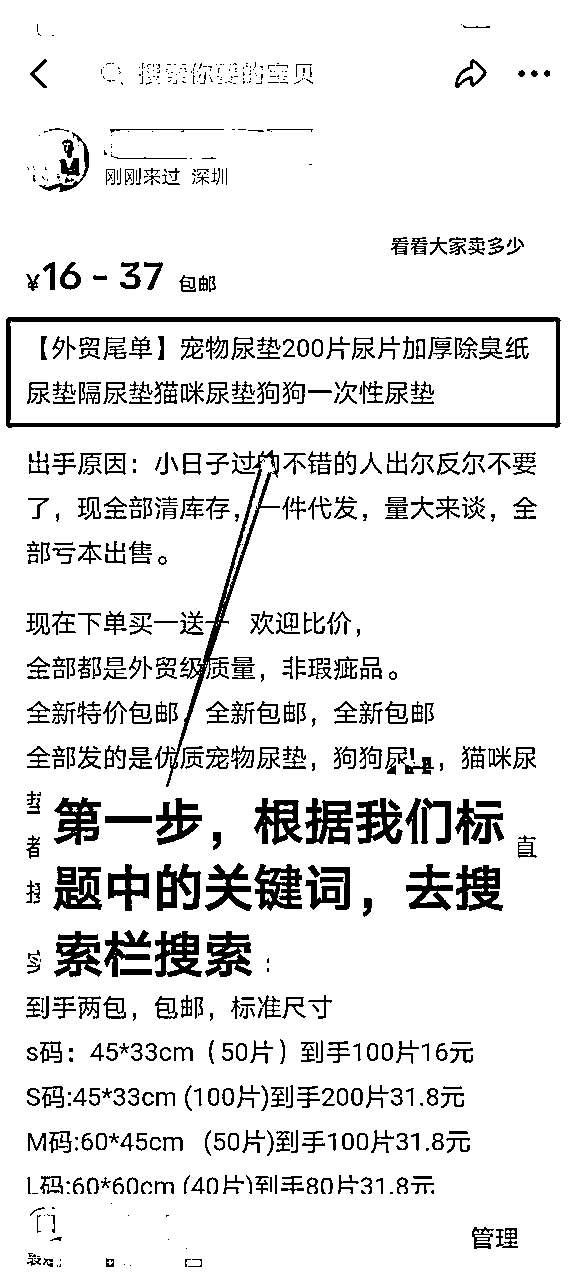 搜索你要的宝贝
刚刚来过 深圳
看看大家卖多少
¥16 - 37 包邮
【外贸尾单】宠物尿垫200片尿片加厚除臭纸
尿垫隔尿垫猫咪尿垫狗狗一次性尿垫
出手原因：小日子过的不错的人出尔反尔不要
了，现全部清库存，一件代发，量大来谈，全
部亏本出售。
现在下单买一送一 欢迎比价，
全部都是外贸级质量，非瑕疵品。
全新特价包邮，全新包邮，全新包邮
全部发的是优质宠物尿垫，狗狗尿垫，猫咪尿
垫
者
直
接
第一步，根据我们标
题中的关键词，去搜
索栏搜索
到手两包，包邮，标准尺寸
s码：45*33cm（50片）到手100片16元
S码:45*33cm (100片)到手200片31.8元
M码:60*45cm (50片)到手100片31.8元
L码:60*60cm (40片)到手80片31.8元
管理